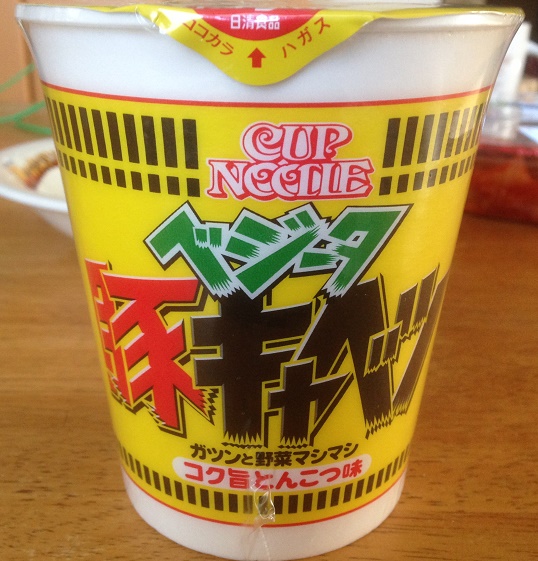 日清食品
ココカラ ↑ ハガス
CUP
NOODLE
ベジータ
豚キャベツ
ガツンと野菜マシマシ
コク旨とんこつ味